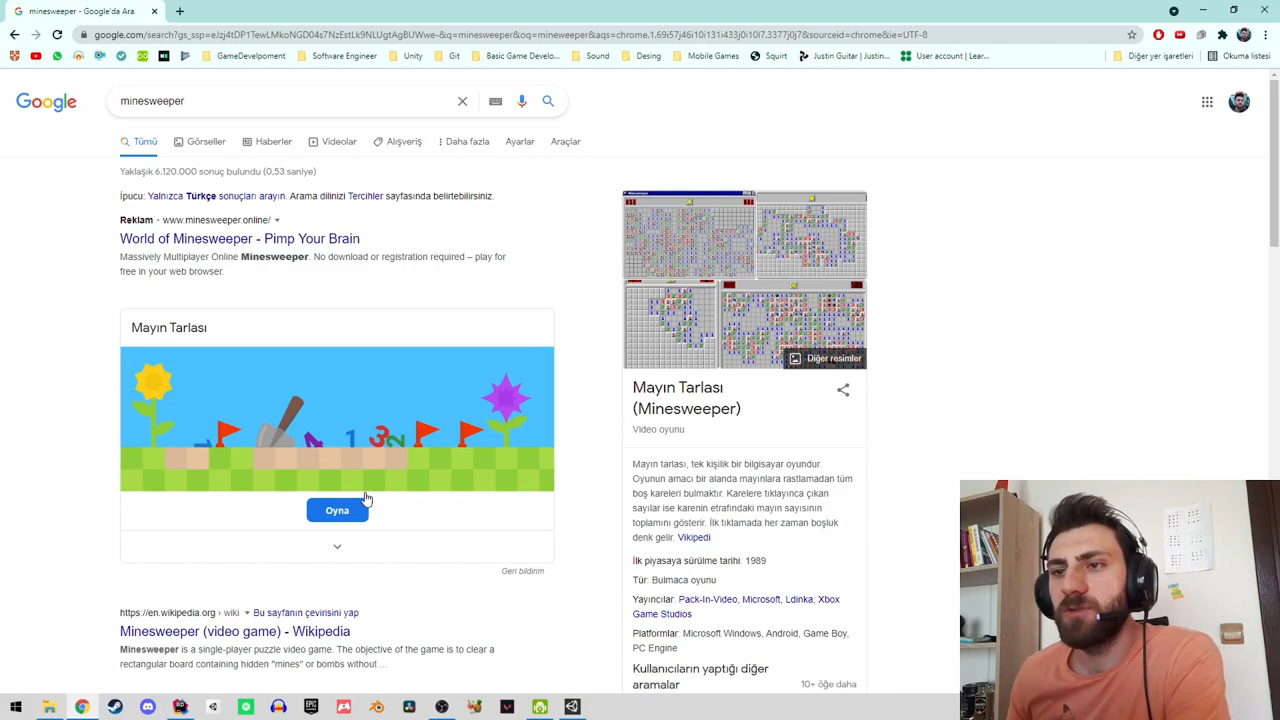 minesweeper - Google'da Ara
google.com/search?gs_ssp=eJzj4tDP1TewLMkoNGD04s7NzEstLk9NLUgtAgBUWwe-&q=minesweeper&oq=minesweeper&aqs=chrome.1.69i57j46i10i131i433j0i10l7.3377j0j7&sourceid=chrome&ie=UTF-8
GameDevelpoment
Software Engineer
Unity
Git
Basic Game Develo...
Sound
Desing
Mobile Games
Squirt
Justin Guitar | Justin...
User account | Lear...
Diğer yer işaretleri
Okuma listesi
Google
minesweeper
Tümü
Görseller
Haberler
Videolar
Alışveriş
Daha fazla
Ayarlar
Araçlar
Yaklaşık 6.120.000 sonuç bulundu (0,53 saniye)
İpucu: Yalnızca Türkçe sonuçları arayın. Arama dilinizi Tercihler sayfasında belirtebilirsiniz.
Reklam · www.minesweeper.online/
World of Minesweeper - Pimp Your Brain
Massively Multiplayer Online Minesweeper. No download or registration required – play for
free in your web browser.
Mayın Tarlası
1 3 2
Oyna
Geri bildirim
https://en.wikipedia.org › wiki Bu sayfanın çevirisini yap
Minesweeper (video game) - Wikipedia
Minesweeper is a single-player puzzle video game. The objective of the game is to clear a
rectangular board containing hidden "mines" or bombs without ...
Diğer resimler
Mayın Tarlası
(Minesweeper)
Video oyunu
Mayın tarlası, tek kişilik bir bilgisayar oyundur.
Oyunun amacı bir alanda mayınlara rastlamadan tüm
boş kareleri bulmaktır. Karelere tıklayınca çıkan
sayılar ise karenin etrafındaki mayın sayısının
toplamını gösterir. İlk tıklamada her zaman boşluk
denk gelir. Vikipedi
İlk piyasaya sürülme tarihi: 1989
Tür: Bulmaca oyunu
Yayıncılar: Pack-In-Video, Microsoft, Ldinka, Xbox
Game Studios
Platformlar: Microsoft Windows, Android, Game Boy,
PC Engine
Kullanıcıların yaptığı diğer
aramalar
10+ öğe daha